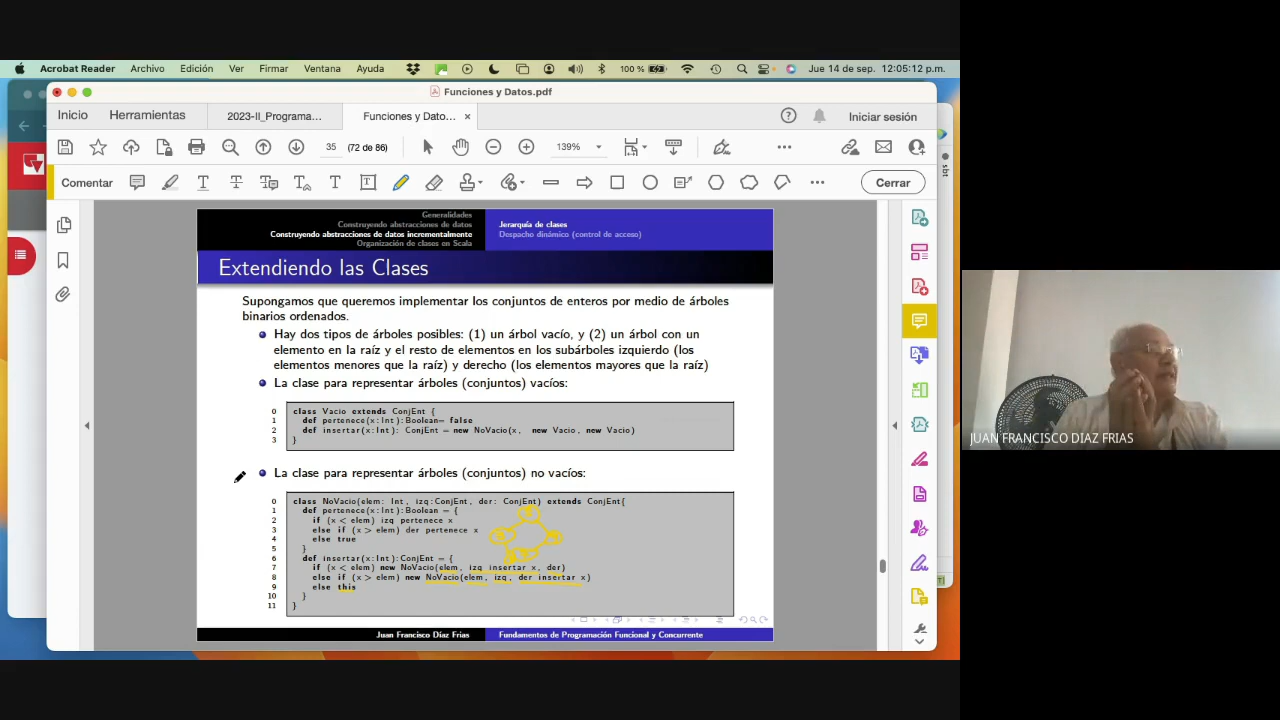 Acrobat Reader Archivo Edición Ver Firmar Ventana Ayuda 100 % Jue 14 de sep. 12:05:12 p.m.
Funciones y Datos.pdf
Inicio Herramientas 2023-II_Programa... Funciones y Dato... × Iniciar sesión
35 (72 de 86) 139%
Comentar Cerrar
sbt
Generalidades
Construyendo abstracciones de datos
Construyendo abstracciones de datos incrementalmente
Organización de clases en Scala
Jerarquía de clases
Despacho dinámico (control de acceso)
Extendiendo las Clases
Supongamos que queremos implementar los conjuntos de enteros por medio de árboles
binarios ordenados.
Hay dos tipos de árboles posibles: (1) un árbol vacío, y (2) un árbol con un
elemento en la raíz y el resto de elementos en los subárboles izquierdo (los
elementos menores que la raíz) y derecho (los elementos mayores que la raíz)
La clase para representar árboles (conjuntos) vacíos:
0 class Vacio extends ConjEnt {
1 def pertenece(x:Int):Boolean= false
2 def insertar(x:Int): ConjEnt = new NoVacio(x, new Vacio, new Vacio)
3 }
La clase para representar árboles (conjuntos) no vacíos:
0 class NoVacio(elem: Int, izq:ConjEnt, der: ConjEnt) extends ConjEnt{
1 def pertenece(x:Int):Boolean = {
2 if (x < elem) izq pertenece x
3 else if (x > elem) der pertenece x
4 else true
5 }
6 def insertar(x:Int):ConjEnt = {
7 if (x < elem) new NoVacio(elem, izq insertar x, der)
8 else if (x > elem) new NoVacio(elem, izq, der insertar x)
9 else this
10 }
11 }
Juan Francisco Díaz Frias Fundamentos de Programación Funcional y Concurrente
JUAN FRANCISCO DIAZ FRIAS